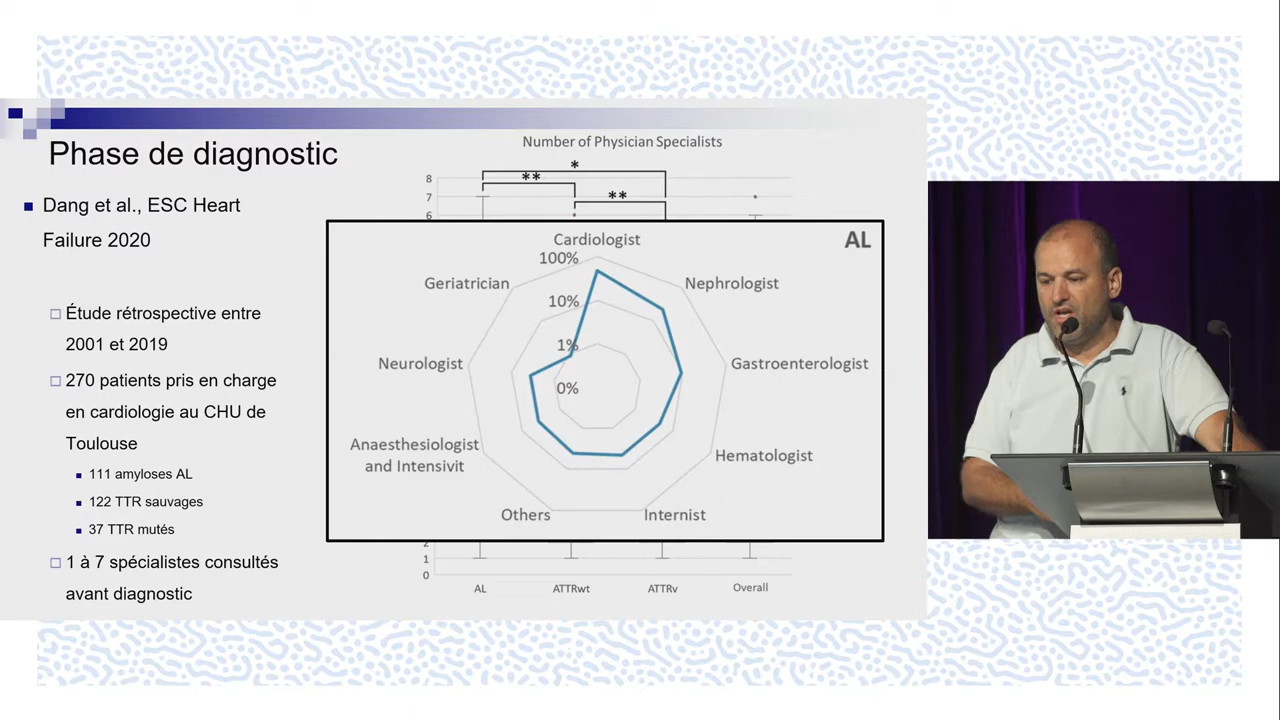 Phase de diagnostic
Dang et al., ESC Heart
Failure 2020
Étude rétrospective entre
2001 et 2019
270 patients pris en charge
en cardiologie au CHU de
Toulouse
111 amyloses AL
122 TTR sauvages
37 TTR mutés
1 à 7 spécialistes consultés
avant diagnostic
Number of Physician Specialists
*
**
**
8
7
6
AL
Cardiologist
100%
Geriatrician
Nephrologist
10%
1%
Neurologist
Gastroenterologist
0%
Anaesthesiologist
and Intensivit
Hematologist
Others
Internist
2
1
0
AL
ATTRwt
ATTRv
Overall